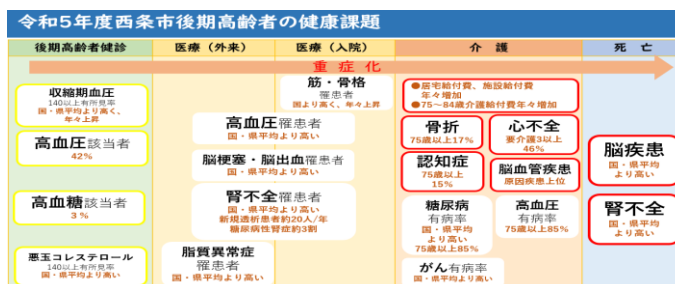 令和5年度西条市後期高齢者の健康課題
後期高齢者健診
医療（外来）
医療（入院）
介 護
死 亡
重 症 化
収縮期血圧
140以上有所見率
国・県平均より高く、
年々上昇
高血圧該当者
42%
高血糖該当者
3%
悪玉コレステロール
140以上有所見率
国・県平均より高い
筋・骨格
罹患者
国より高く、年々上昇
高血圧罹患者
国・県平均より高い
脳梗塞・脳出血罹患者
国・県平均より高い
腎不全罹患者
国・県平均より高い
新規透析患者約20人/年
糖尿病性腎症約3割
脂質異常症
罹患者
国・県平均より高い
●居宅給付費、施設給付費
年々増加
●75～84歳介護給付費年々増加
骨折
75歳以上17%
心不全
要介護3以上
46%
認知症
75歳以上
15%
脳血管疾患
原因疾患上位
糖尿病
有病率
国・県平均
より高い
75歳以上85%
高血圧
有病率
75歳以上85%
がん有病率
国・県平均より高い
脳疾患
国・県平均
より高い
腎不全
国・県平均
より高い